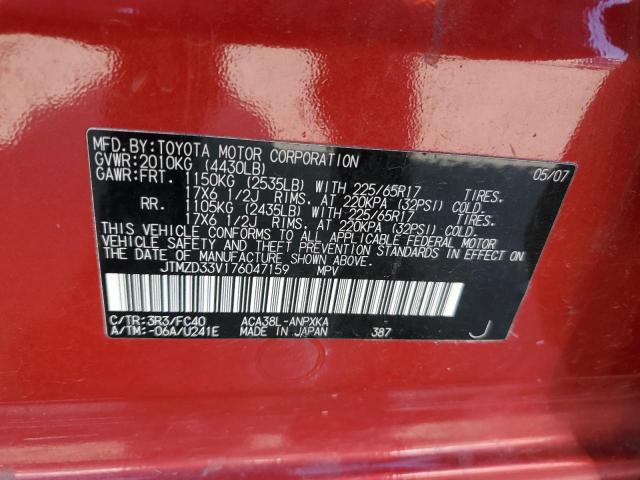 MFD. BY: TOYOTA MOTOR CORPORATION 05/07
GVWR: 2010KG (4430LB)
GAWR: FRT. 1150KG (2535LB) WITH 225/65R17 TIRES.
17X6 1/2J RIMS. AT 220KPA (32PSI) COLD.
RR. 1105KG (2435LB) WITH 225/65R17 TIRES.
17X6 1/2J RIMS. AT 220KPA (32PSI) COLD.
THIS VEHICLE CONFORMS TO ALL APPLICABLE FEDERAL MOTOR
VEHICLE SAFETY AND THEFT PREVENTION STANDARDS IN EFFECT ON
THE DATE OF MANUFACTURE SHOWN ABOVE.
JTMZD33V176047159 MPV
C/TR: 3R3/FC40 ACA38L-ANPXKA
A/TM: -06A/U241E MADE IN JAPAN 387 J